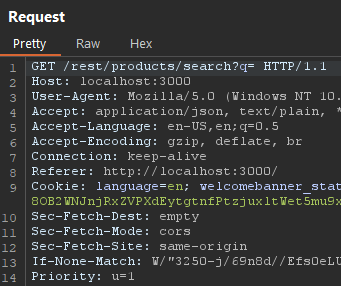 Request
Pretty Raw Hex
1 GET /rest/products/search?q= HTTP/1.1
2 Host: localhost:3000
3 User-Agent: Mozilla/5.0 (Windows NT 10.
4 Accept: application/json, text/plain, *
5 Accept-Language: en-US,en;q=0.5
6 Accept-Encoding: gzip, deflate, br
7 Connection: keep-alive
8 Referer: http://localhost:3000/
9 Cookie: language=en; welcomebanner_stat
8OB2WNJnjRxZVPXdEytgtnfPtzjuxltWet5mu9x
10 Sec-Fetch-Dest: empty
11 Sec-Fetch-Mode: cors
12 Sec-Fetch-Site: same-origin
13 If-None-Match: W/"3250-j/69n8d//EfsOeLU
14 Priority: u=1